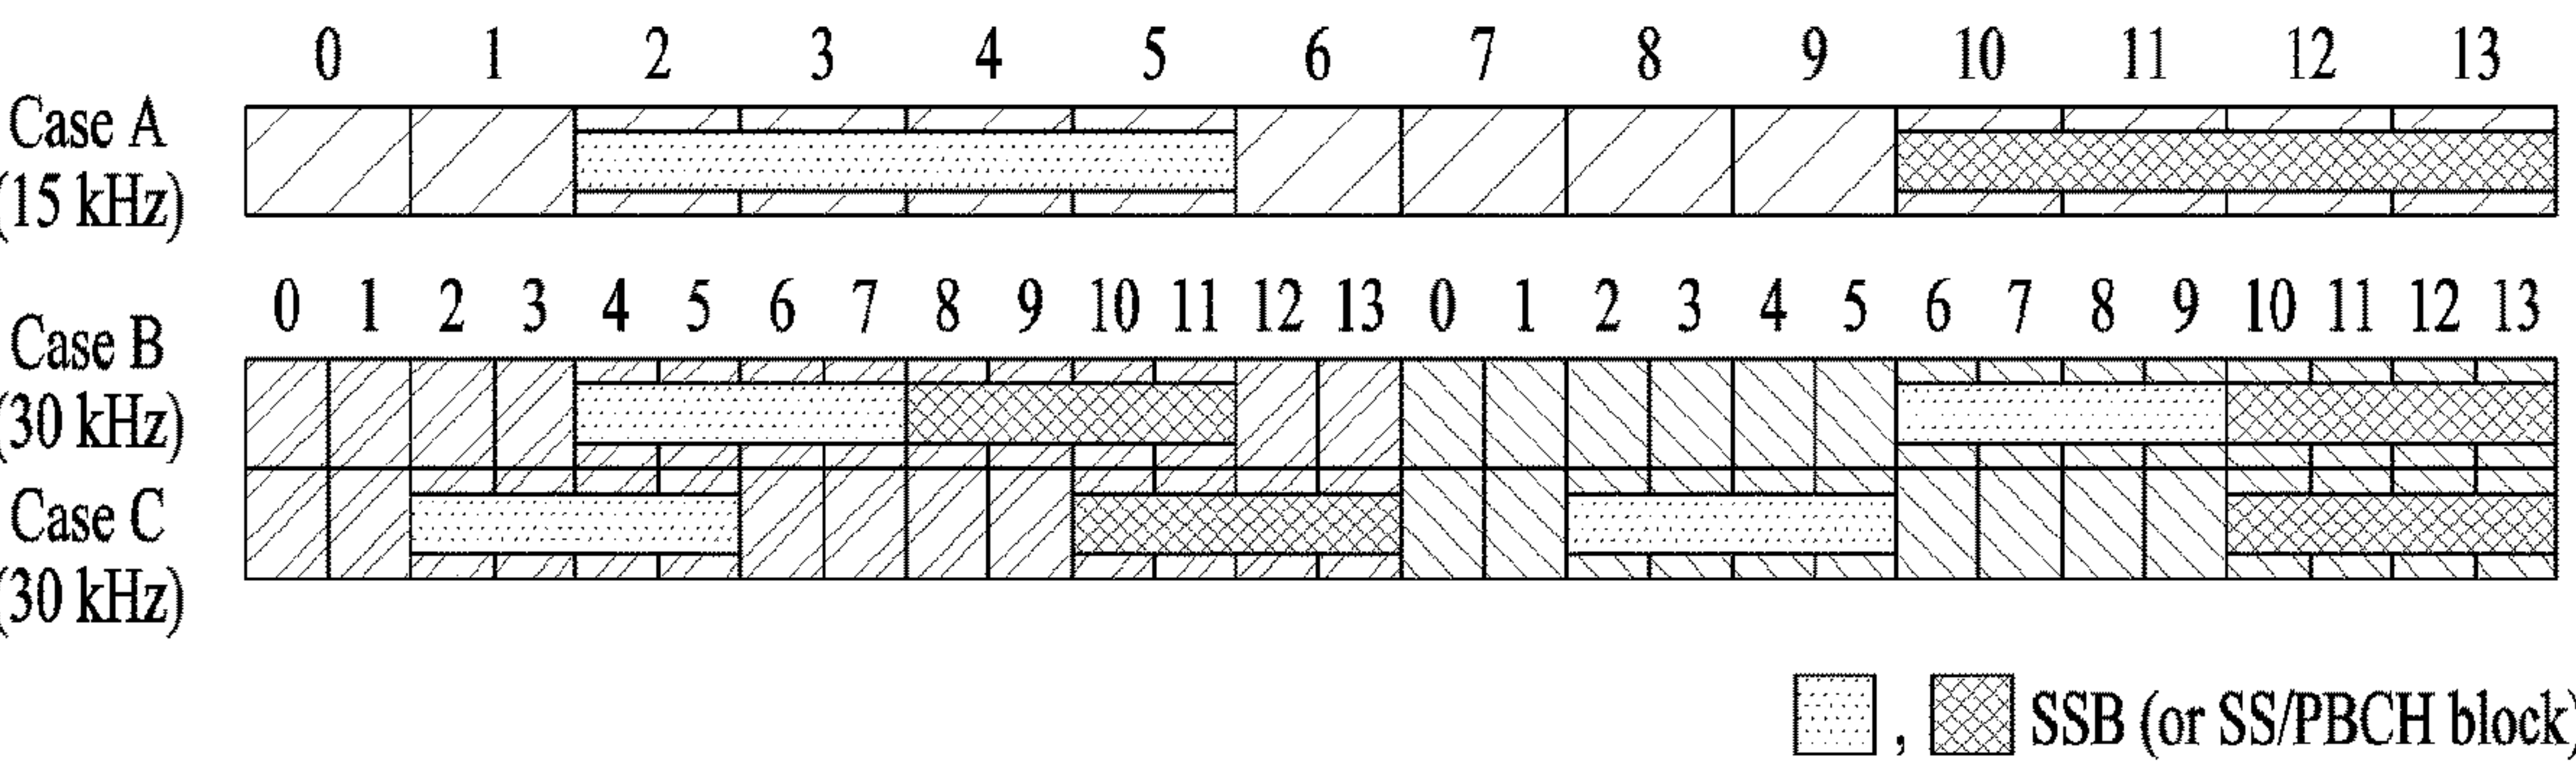 0 1 2 3 4 5 6 7 8 9 10 11 12 13
Case A
(15 kHz)
0 1 2 3 4 5 6 7 8 9 10 11 12 13 0 1 2 3 4 5 6 7 8 9 10 11 12 13
Case B
(30 kHz)
Case C
(30 kHz)
, SSB (or SS/PBCH block)